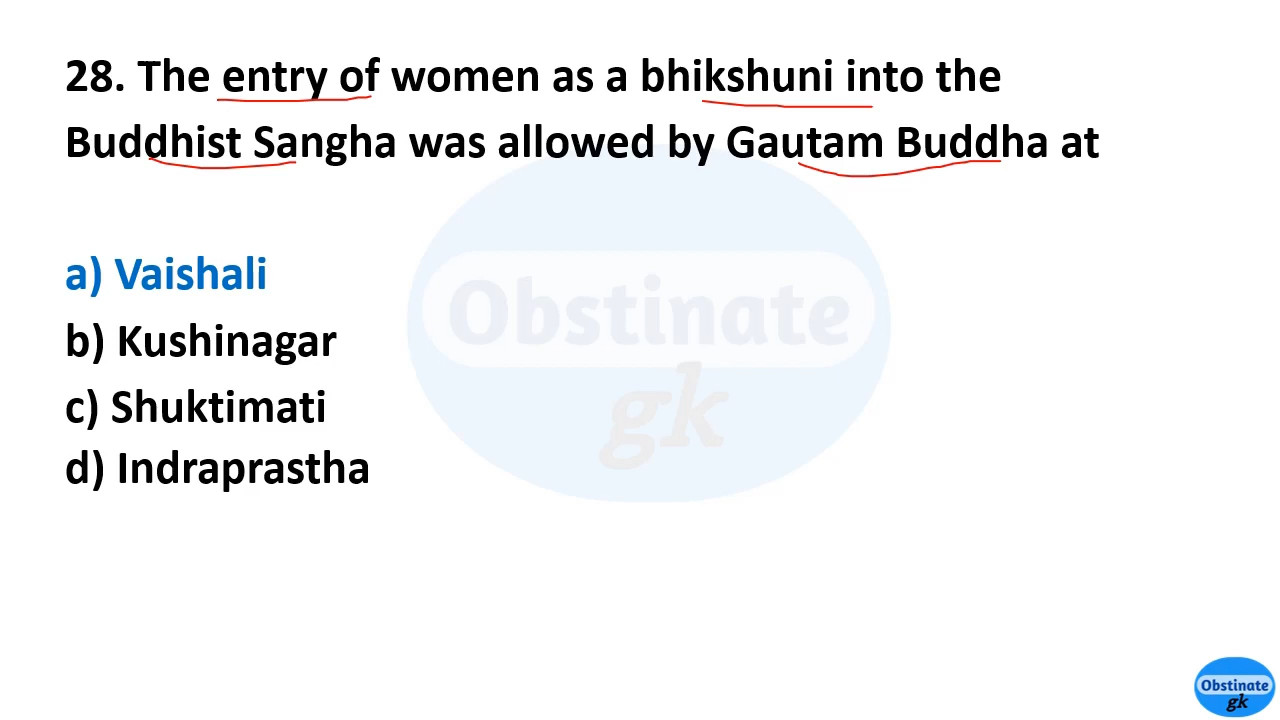 28. The entry of women as a bhikshuni into the
Buddhist Sangha was allowed by Gautam Buddha at
a) Vaishali
b) Kushinagar
c) Shuktimati
d) Indraprastha
Obstinate
gk
Obstinate
gk